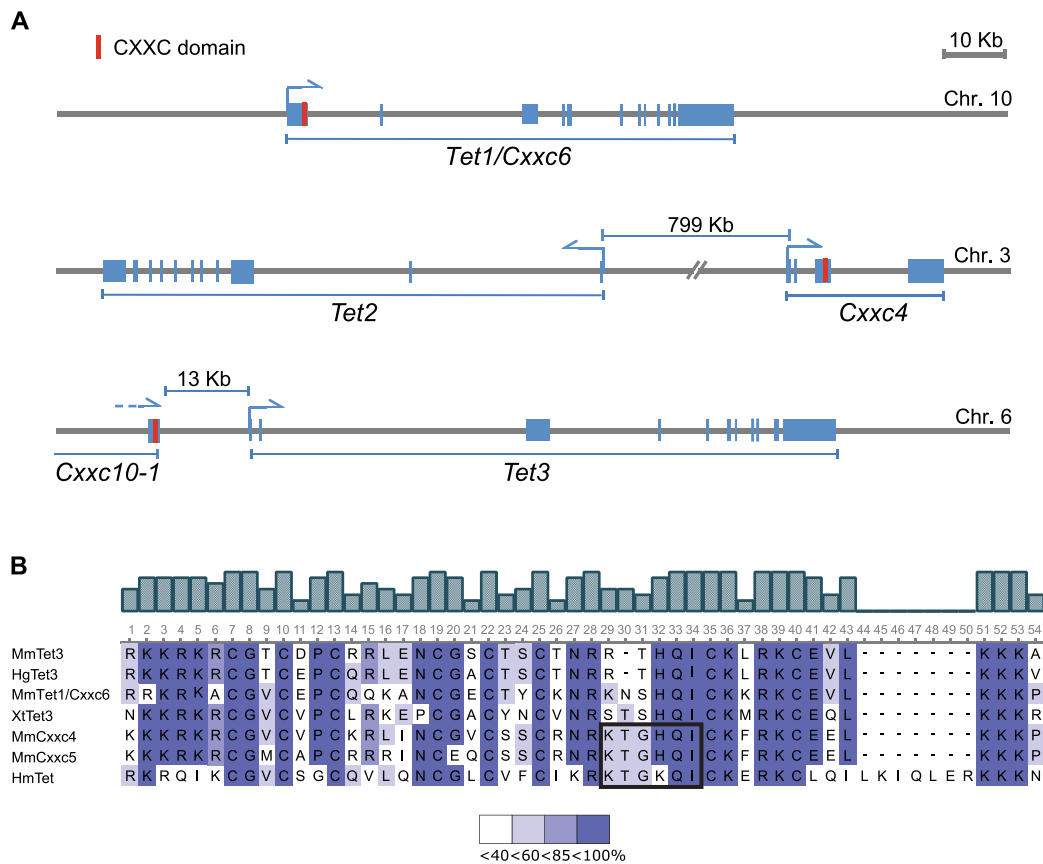 A
CXXC domain
10 Kb
Chr. 10
Tet1/Cxxc6
799 Kb
Chr. 3
Tet2
Cxxc4
13 Kb
Chr. 6
Cxxc10-1
Tet3
B
1 2 3 4 5 6 7 8 9 10 11 12 13 14 15 16 17 18 19 20 21 22 23 24 25 26 27 28 29 30 31 32 33 34 35 36 37 38 39 40 41 42 43 44 45 46 47 48 49 50 51 52 53 54
MmTet3 R K K R K R C G T C D P C R R L E N C G S C T S C T N R R - T H Q I C K L R K C E V L - - - - - - - K K K A
HgTet3 R K K R K R C G T C E P C Q R L E N C G A C T S C T N R R - T H Q I C K L R K C E V L - - - - - - - K K K V
MmTet1/Cxxc6 R R K R K A C G V C E P C Q Q K A N C G E C T Y C K N R K N S H Q I C K K R K C E V L - - - - - - - K K K P
XtTet3 N K K R K R C G V C V P C L R K E P C G A C Y N C V N R S T S H Q I C K M R K C E Q L - - - - - - - K K K R
MmCxxc4 K K K R K R C G V C V P C K R L I N C G V C S S C R N R K T G H Q I C K F R K C E E L - - - - - - - K K K P
MmCxxc5 K K K R K R C G M C A P C R R R I N C E Q C S S C R N R K T G H Q I C K F R K C E E L - - - - - - - K K K P
HmTet R K R Q I K C G V C S G C Q V L Q N C G L C V F C I K R K T G K Q I C K E R K C L Q I L K I Q L E R K K K N
<40 <60 <85 <100%